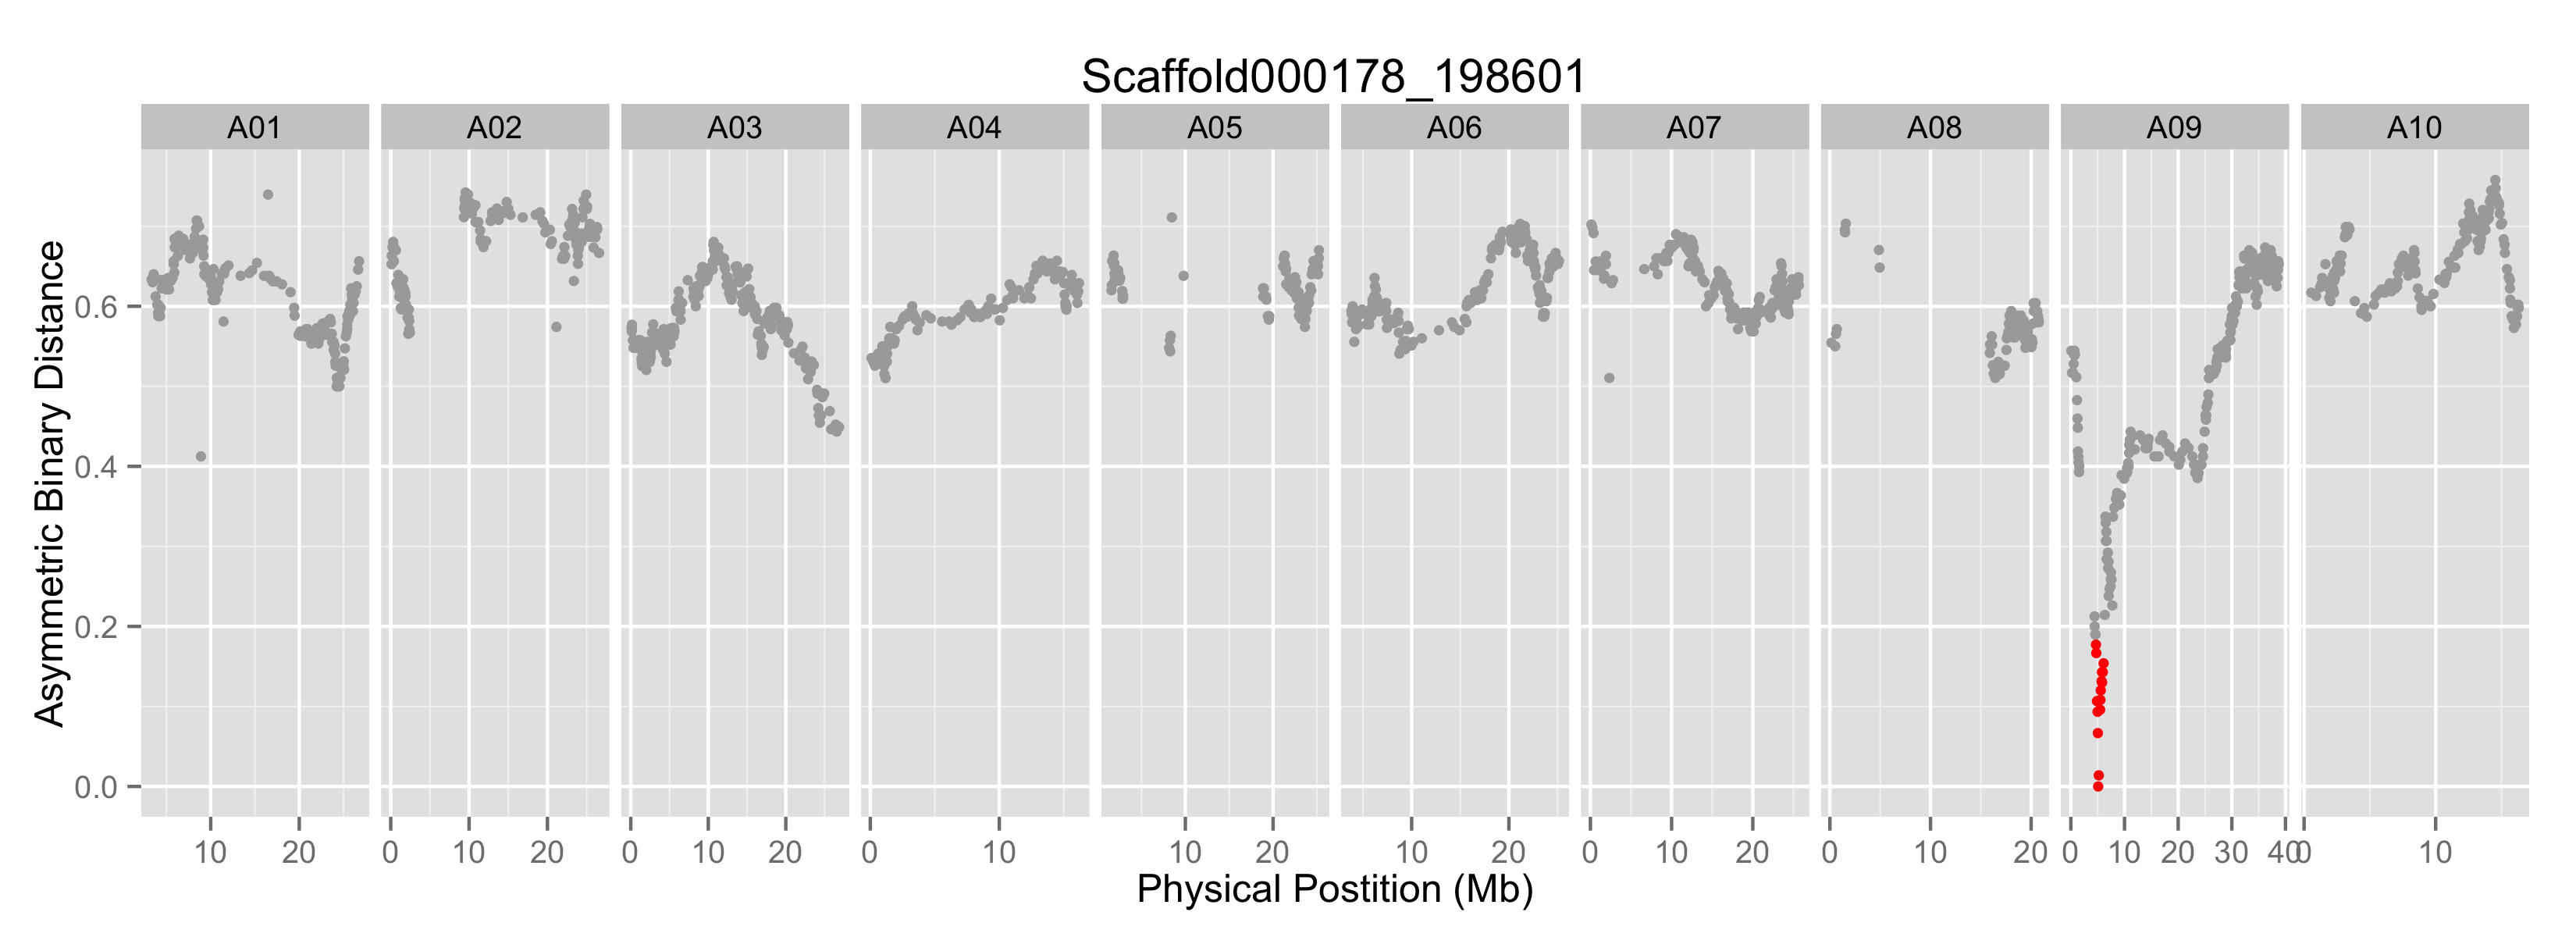 Scaffold000178_198601
A01 A02 A03 A04 A05 A06 A07 A08 A09 A10
Asymmetric Binary Distance
0.6
0.4
0.2
0.0
10 20 0 10 20 0 10 20 0 10 10 20 10 20 0 10 20 0 10 20 0 10 20 30 40 0 10
Physical Postition (Mb)